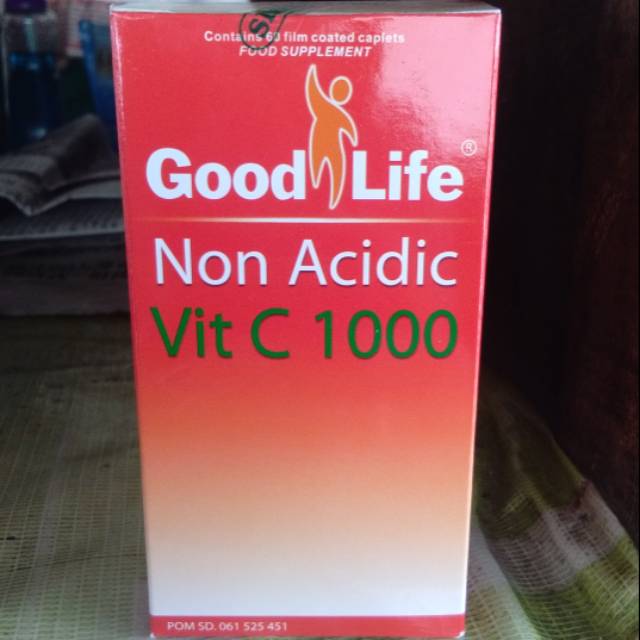 Contains 60 film coated caplets
FOOD SUPPLEMENT
Good Life ®
Non Acidic
Vit C 1000
POM SD. 061 525 451